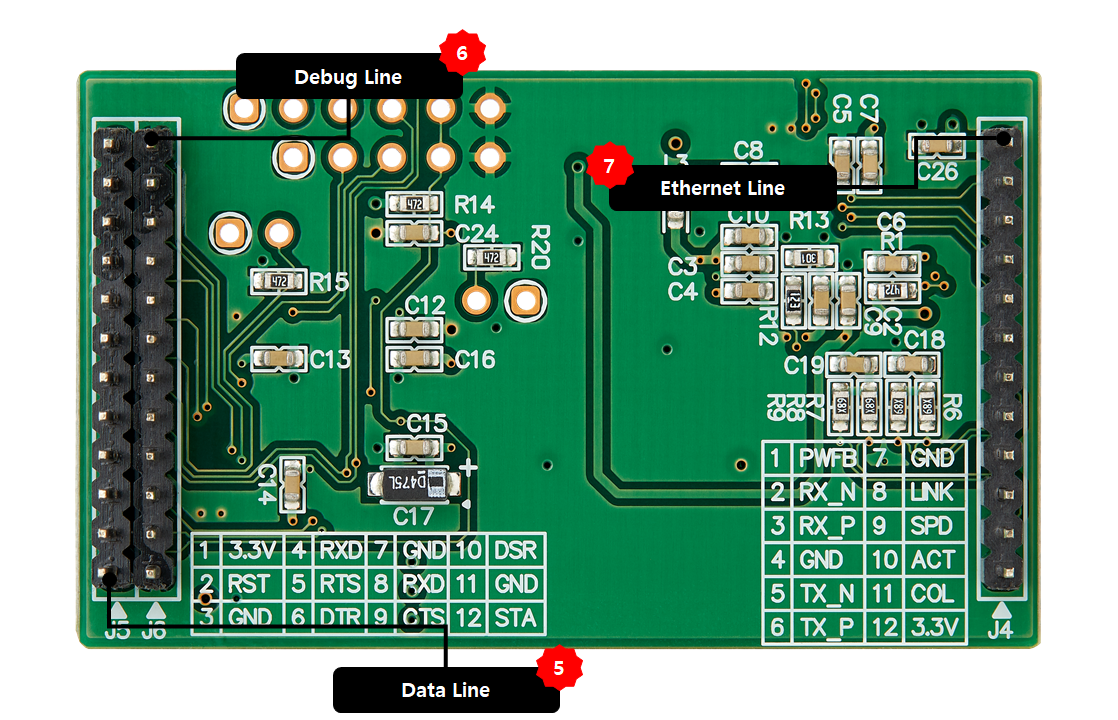 6
Debug Line
C5
C7
7
Ethernet Line
L3
C8
C26
R14
C24
472
R20
472
C10
R13
C6
R1
301
C3
C4
472
R15
472
123
R12
C9
C2
C12
C13
C16
C19
C18
R9
R8
R7
R6
68X
68X
68X
68X
C15
C14
D475L
+
C17
1 PWFB 7 GND
2 RX_N 8 LINK
3 RX_P 9 SPD
4 GND 10 ACT
5 TX_N 11 COL
6 TX_P 12 3.3V
1 3.3V 4 RXD 7 GND 10 DSR
2 RST 5 RTS 8 RXD 11 GND
3 GND 6 DTR 9 CTS 12 STA
J5 J6
J4
5
Data Line